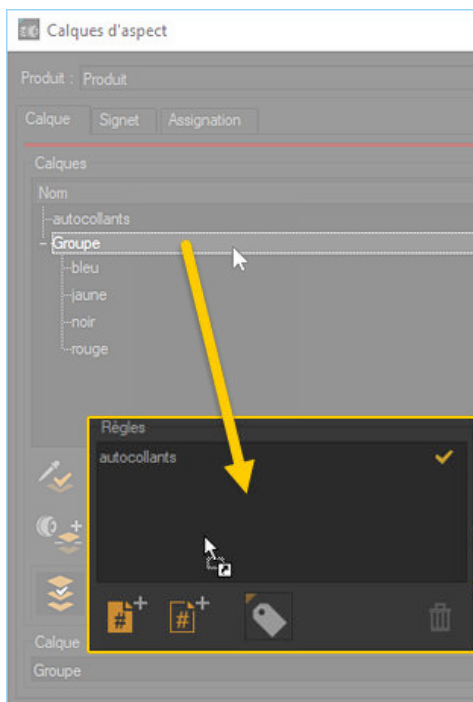 Calques d'aspect
Produit : Produit
Calque Signet Assignation
Calques
Nom
autocollants
Groupe
bleu
jaune
noir
rouge
Règles
autocollants
Calque
Groupe